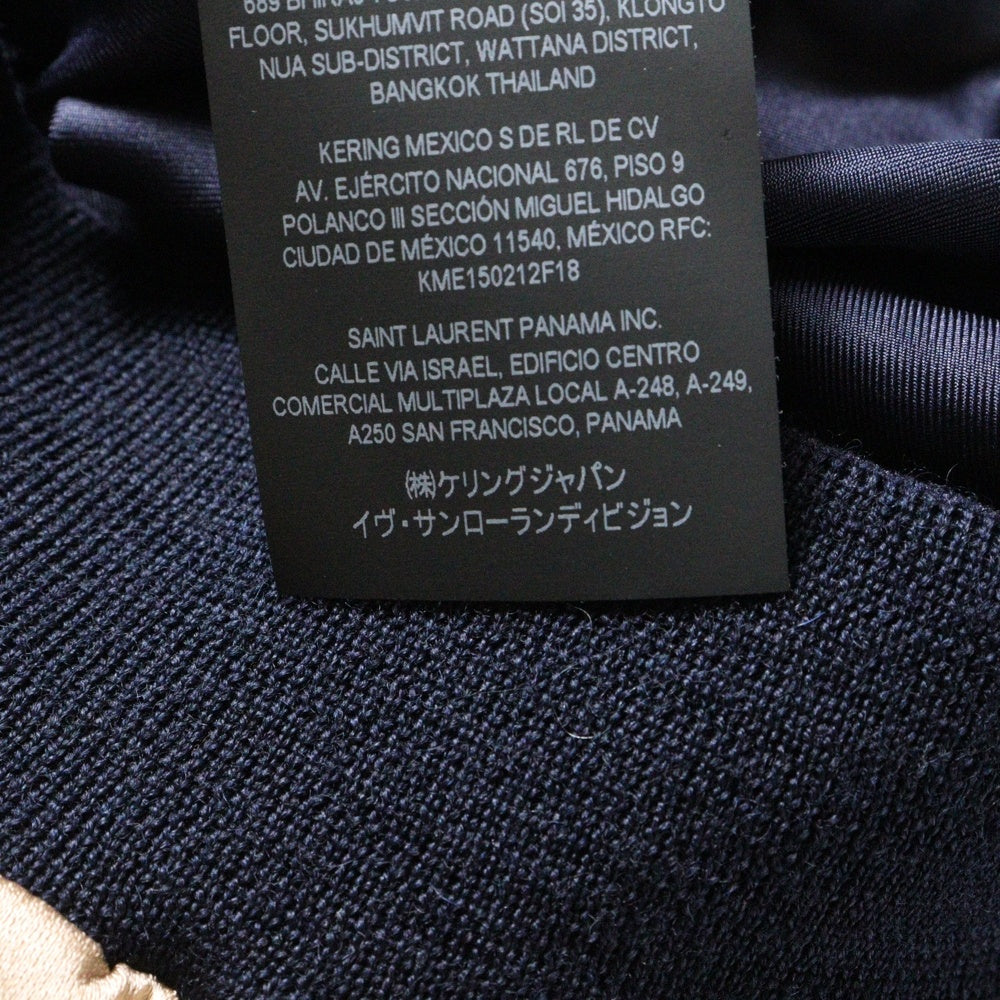 689
FLOOR, SUKHUMVIT ROAD (SOI 35), KLONGTO
NUA SUB-DISTRICT, WATTANA DISTRICT,
BANGKOK THAILAND
KERING MEXICO S DE RL DE CV
AV. EJÉRCITO NACIONAL 676, PISO 9
POLANCO III SECCIÓN MIGUEL HIDALGO
CIUDAD DE MÉXICO 11540, MÉXICO RFC:
KME150212F18
SAINT LAURENT PANAMA INC.
CALLE VIA ISRAEL, EDIFICIO CENTRO
COMERCIAL MULTIPLAZA LOCAL A-248, A-249,
A250 SAN FRANCISCO, PANAMA
㈱ケリングジャパン
イヴ・サンローランディビジョン